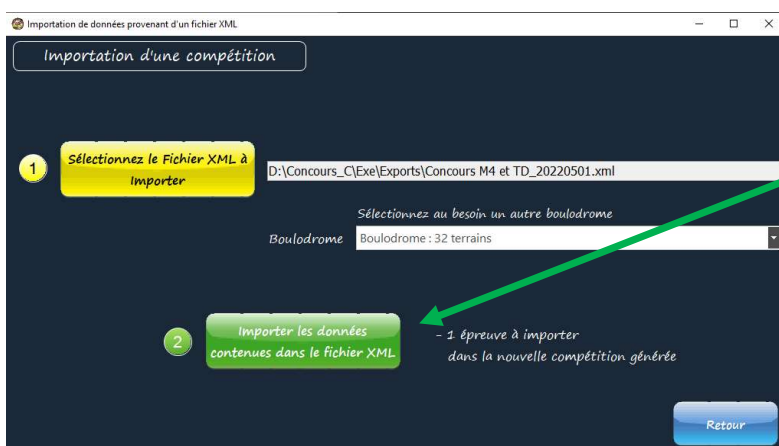 Importation de données provenant d'un fichier XML
Importation d'une compétition
1
Sélectionnez le Fichier XML à
Importer
D:\Concours_C\Exe\Exports\Concours M4 et TD_20220501.xml
Sélectionnez au besoin un autre boulodrome
Boulodrome
Boulodrome : 32 terrains
2
Importer les données
contenues dans le fichier XML
- 1 épreuve à importer
dans la nouvelle compétition générée
Retour